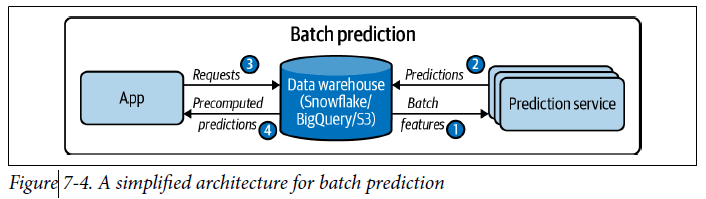 Batch prediction
Requests 3
2
Predictions
App
Data warehouse
(Snowflake/
BigQuery/S3)
Prediction service
Precomputed
predictions 4
Batch
features 1
Figure 7-4. A simplified architecture for batch prediction